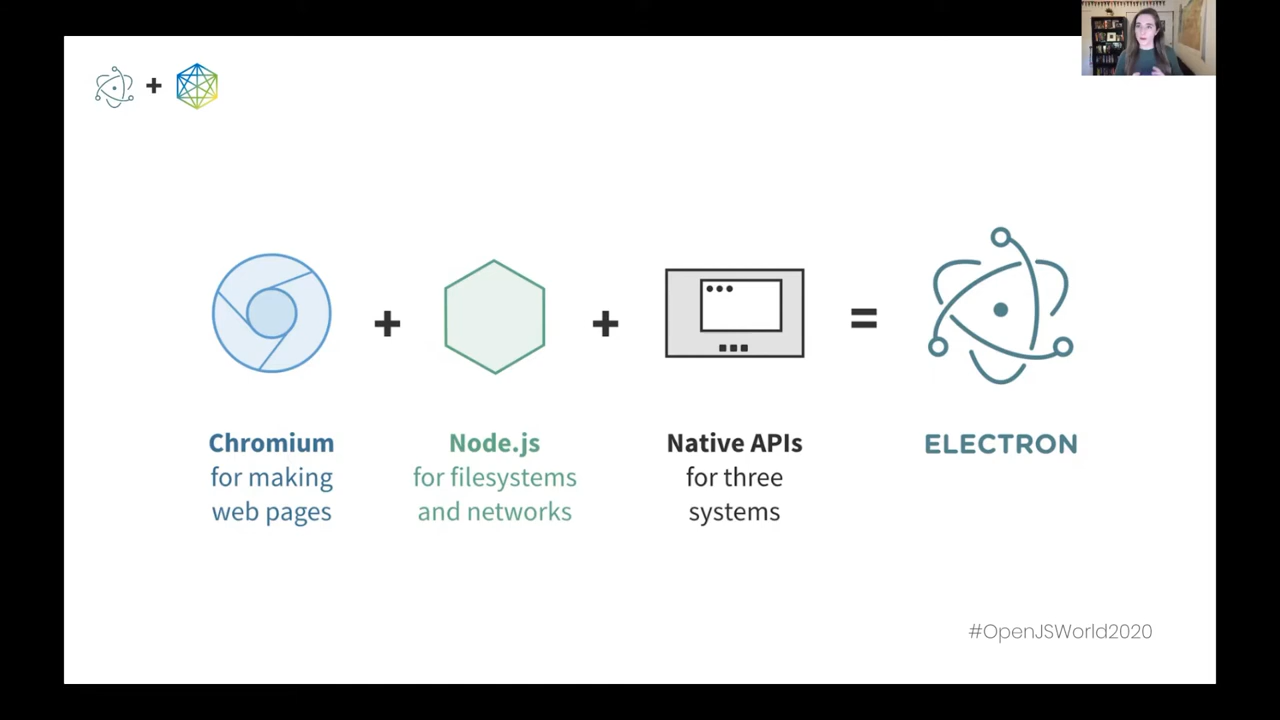 +
+ + =
Chromium
for making
web pages
Node.js
for filesystems
and networks
Native APIs
for three
systems
ELECTRON
#OpenJSWorld2020